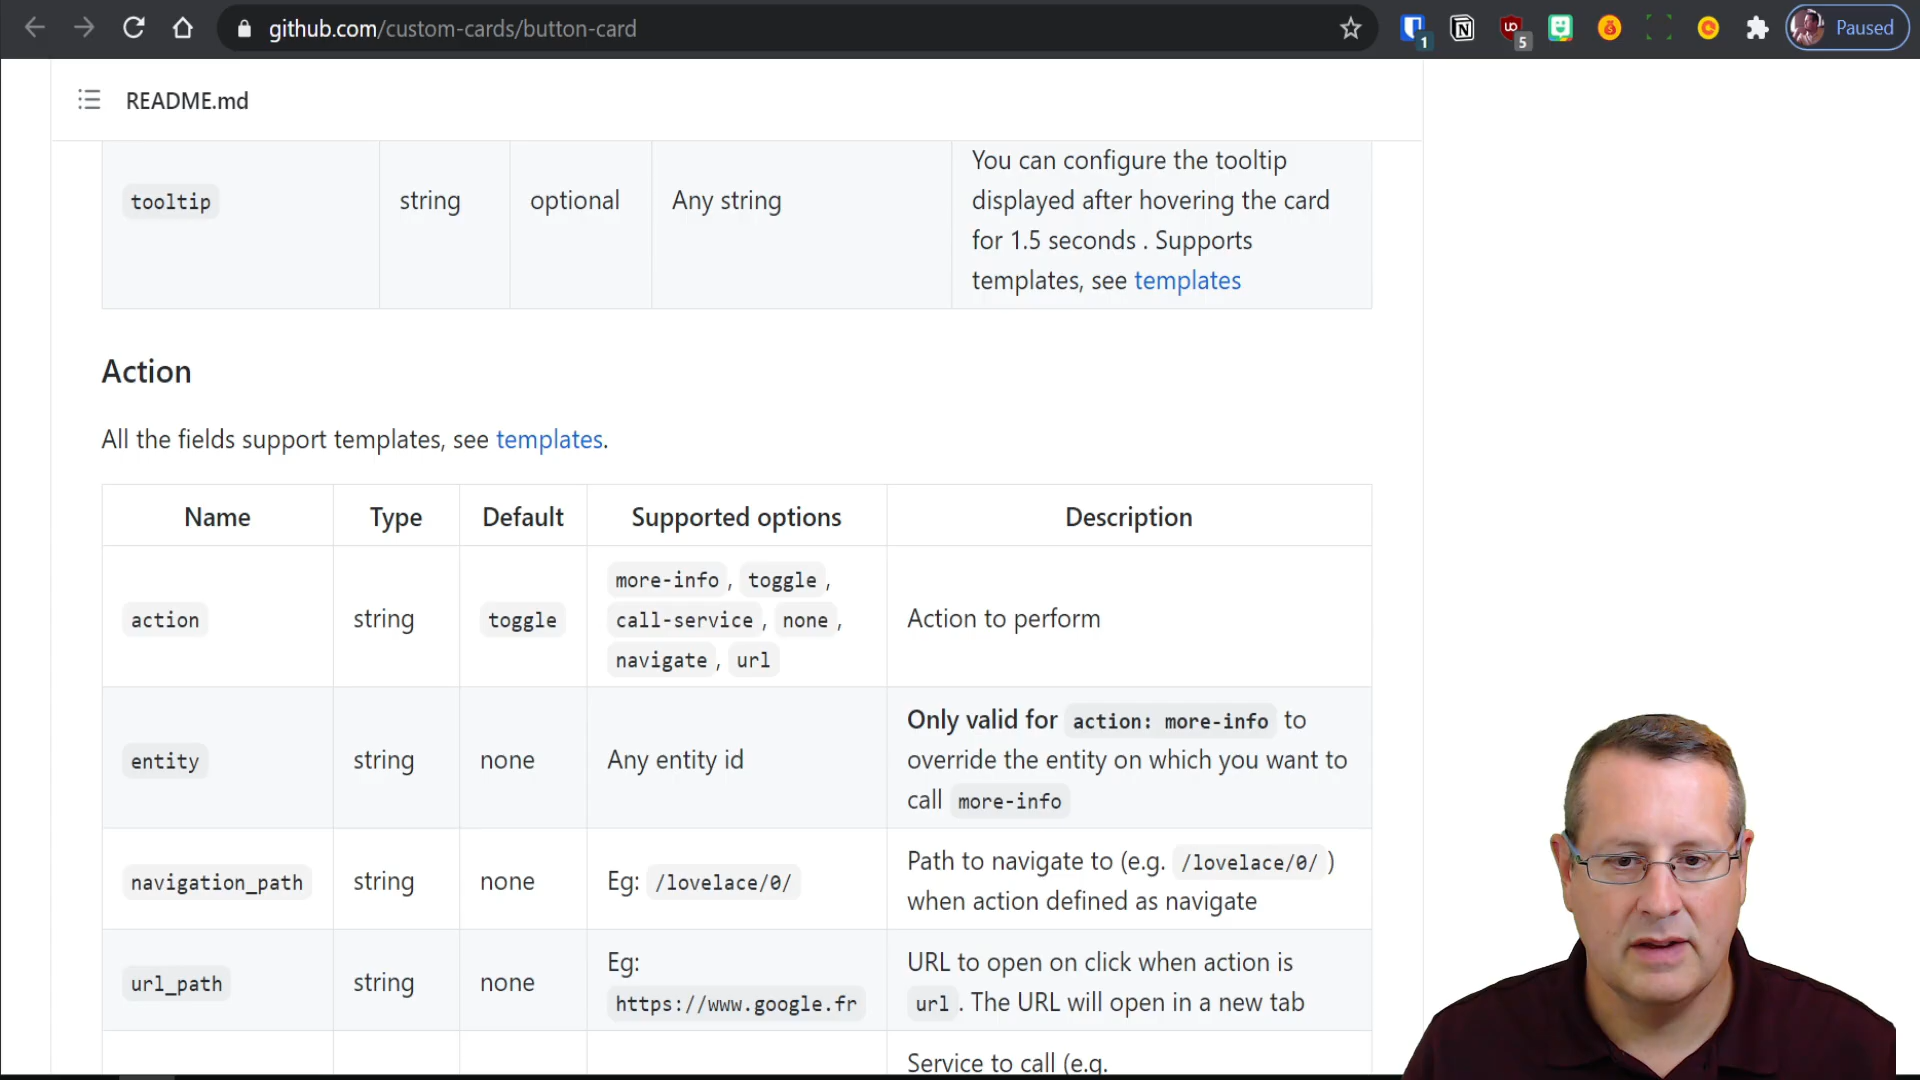 github.com/custom-cards/button-card
1
5
Paused
README.md
tooltip string optional Any string You can configure the tooltip
displayed after hovering the card
for 1.5 seconds . Supports
templates, see templates
Action
All the fields support templates, see templates.
Name Type Default Supported options Description
action string toggle more-info , toggle ,
call-service , none ,
navigate , url
Action to perform
entity string none Any entity id Only valid for action: more-info to
override the entity on which you want to
call more-info
navigation_path string none Eg: /lovelace/0/ Path to navigate to (e.g. /lovelace/0/ )
when action defined as navigate
url_path string none Eg:
https://www.google.fr
URL to open on click when action is
url . The URL will open in a new tab
Service to call (e.g.